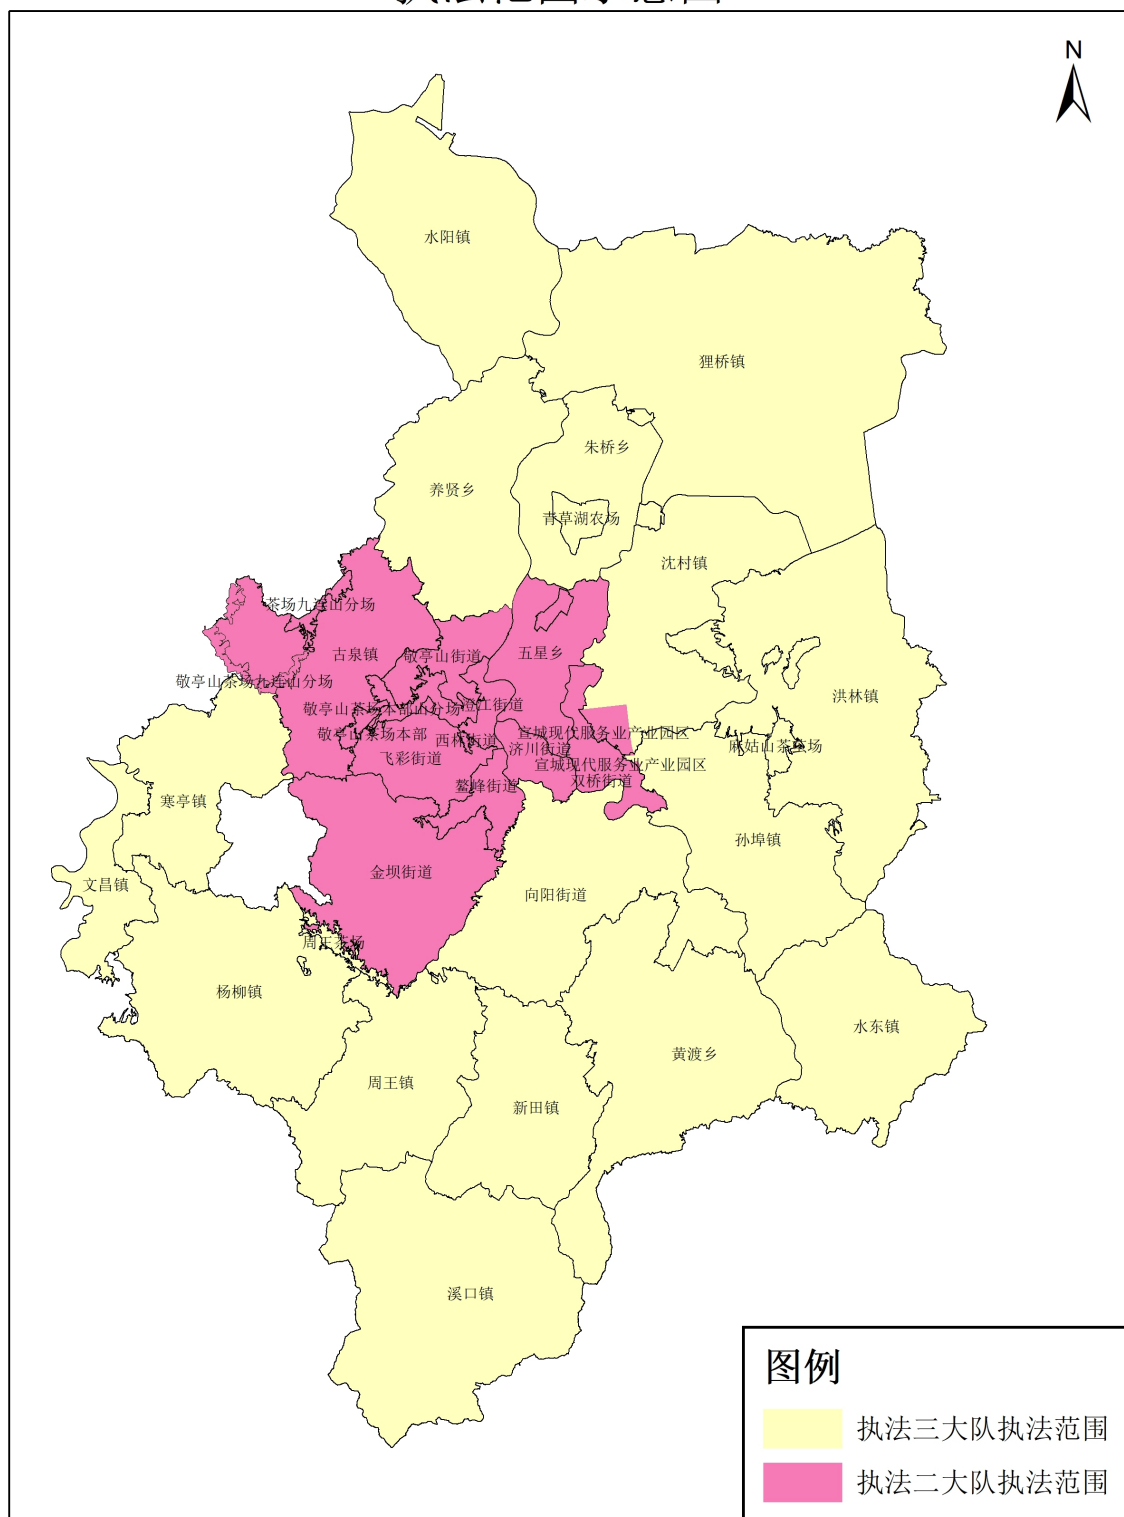 执法范围示意图
N
水阳镇
狸桥镇
朱桥乡
养贤乡
青草湖农场
沈村镇
茶场九连山分场
古泉镇
敬亭山街道
五星乡
敬亭山茶场九连山分场
洪林镇
敬亭山茶场本部山分场
澄江街道
敬亭山茶场本部
西林街道
宣城现代服务业产业园区
济川街道
麻姑山茶场
飞彩街道
宣城现代服务业产业园区
双桥街道
鳌峰街道
寒亭镇
孙埠镇
金坝街道
文昌镇
向阳街道
周王茶场
杨柳镇
水东镇
黄渡乡
周王镇
新田镇
溪口镇
图例
执法三大队执法范围
执法二大队执法范围